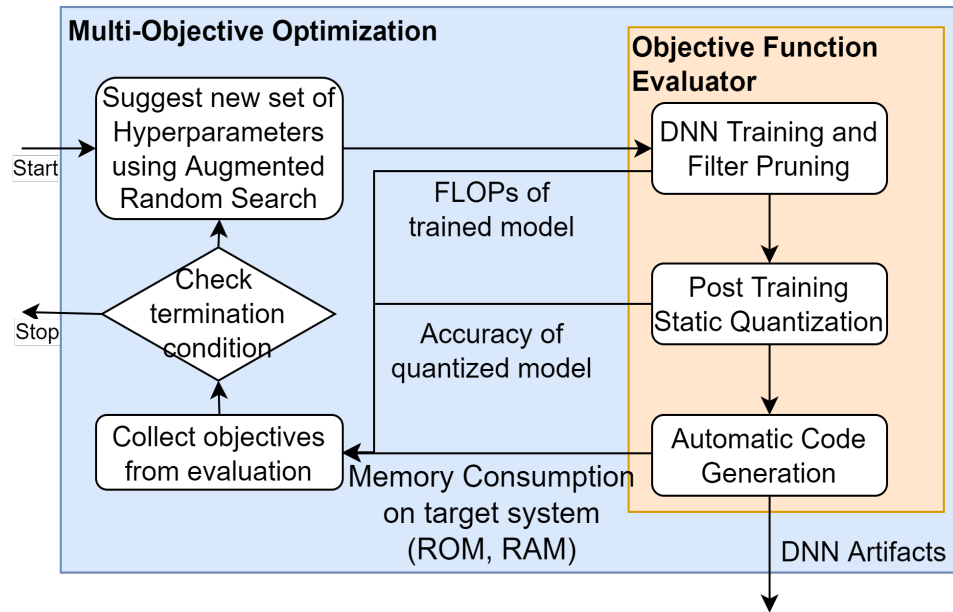 Multi-Objective Optimization
Objective Function
Evaluator
Suggest new set of
Hyperparameters
using Augmented
Random Search
Start
DNN Training and
Filter Pruning
FLOPs of
trained model
Check
termination
condition
Stop
Post Training
Static Quantization
Accuracy of
quantized model
Collect objectives
from evaluation
Automatic Code
Generation
Memory Consumption
on target system
(ROM, RAM)
DNN Artifacts